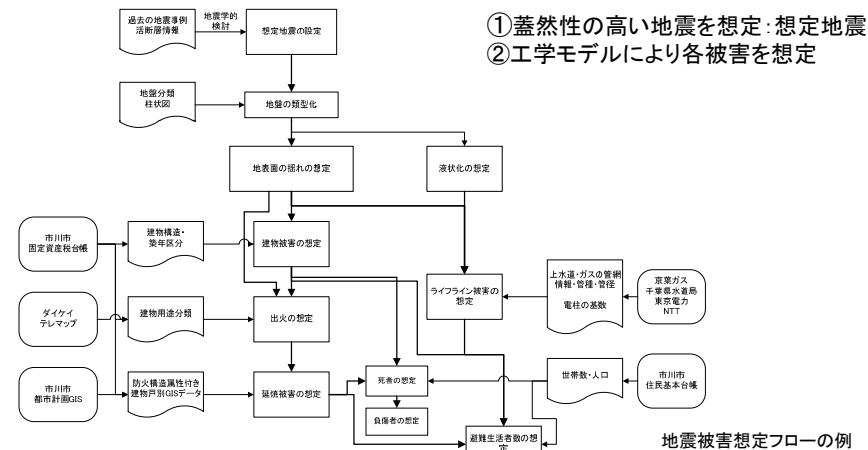 ①蓋然性の高い地震を想定：想定地震
②工学モデルにより各被害を想定
過去の地震事例
活断層情報
地震学的
検討
想定地震の設定
地盤分類
柱状図
地盤の類型化
地表面の揺れの想定
液状化の想定
市川市
固定資産税台帳
建物構造・
築年区分
建物被害の想定
ライフライン被害の
想定
上水道・ガスの管網
情報・管種・管径
電柱の基数
京葉ガス
千葉県水道局
東京電力
NTT
ダイケイ
テレマップ
建物用途分類
出火の想定
市川市
都市計画GIS
防火構造属性付き
建物戸別GISデータ
延焼被害の想定
死者の想定
世帯数・人口
市川市
住民基本台帳
負傷者の想定
避難生活者数の想
定
地震被害想定フローの例